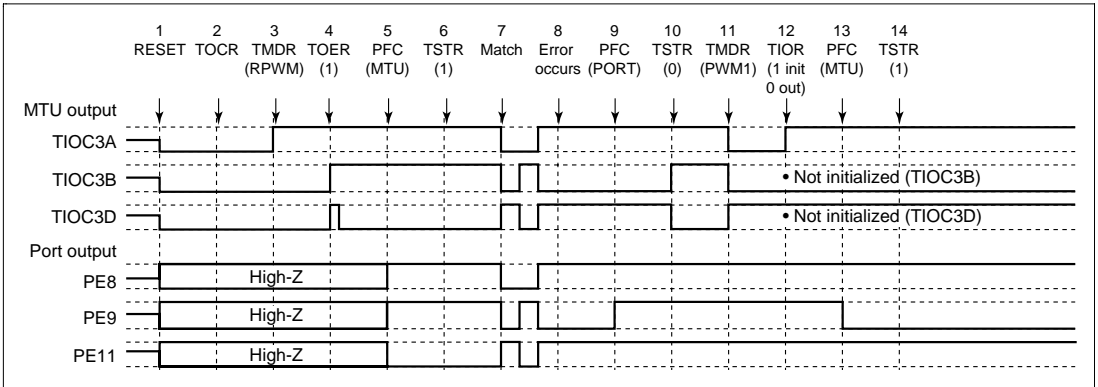 1 2 3 4 5 6 7 8 9 10 11 12 13 14
RESET TOCR TMDR TOER PFC TSTR Match Error PFC TSTR TMDR TIOR PFC TSTR
(RPWM) (1) (MTU) (1) occurs (PORT) (0) (PWM1) (1 init (MTU) (1)
0 out)
MTU output
TIOC3A
TIOC3B • Not initialized (TIOC3B)
TIOC3D • Not initialized (TIOC3D)
Port output
PE8 High-Z
PE9 High-Z
PE11 High-Z